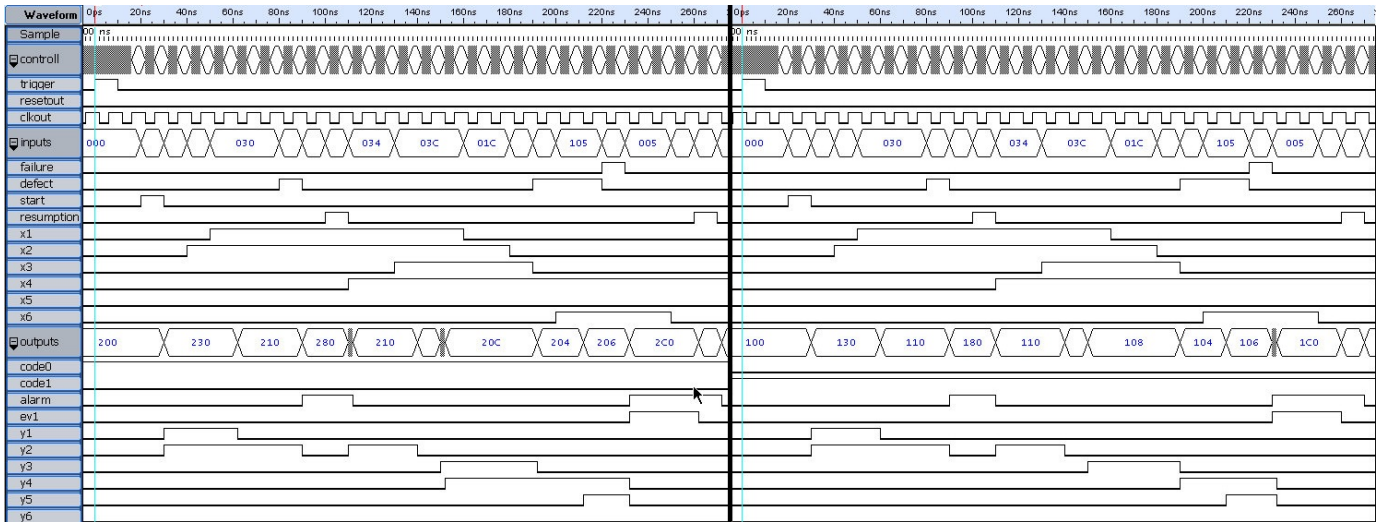 Waveform 0ps 20ns 40ns 60ns 80ns 100ns 120ns 140ns 160ns 180ns 200ns 220ns 240ns 260ns 0ps 20ns 40ns 60ns 80ns 100ns 120ns 140ns 160ns 180ns 200ns 220ns 240ns 260ns
Sample 00 ns 00 ns
controll
trigger
resetout
clkout
inputs 000 030 034 03C 01C 105 005 000 030 034 03C 01C 105 005
failure
defect
start
resumption
x1
x2
x3
x4
x5
x6
outputs 200 230 210 280 210 20C 204 206 2C0 100 130 110 180 110 108 104 106 1C0
code0
code1
alarm
ev1
y1
y2
y3
y4
y5
y6